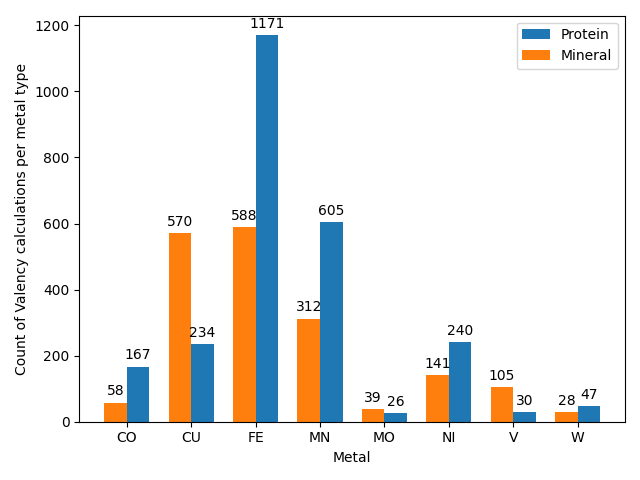 Count of Valency calculations per metal type
1200
1000
800
600
400
200
0
Protein
Mineral
58
167
570
234
588
1171
312
605
39
26
141
240
105
30
28
47
CO
CU
FE
MN
MO
NI
V
W
Metal